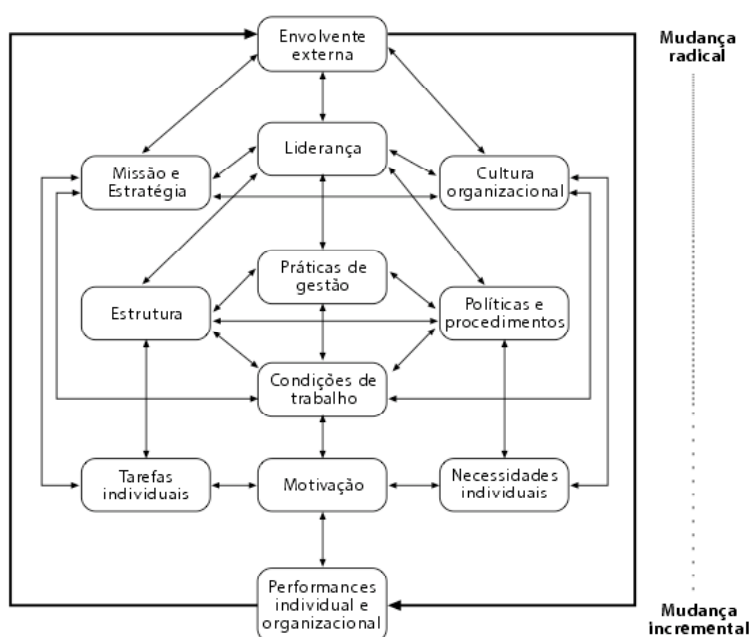 Envolvente
externa
Mudança
radical
Liderança
Missão e
Estratégia
Cultura
organizacional
Práticas de
gestão
Estrutura
Políticas e
procedimentos
Condições de
trabalho
Tarefas
individuais
Motivação
Necessidades
individuais
Performances
individual e
organizacional
Mudança
incremental